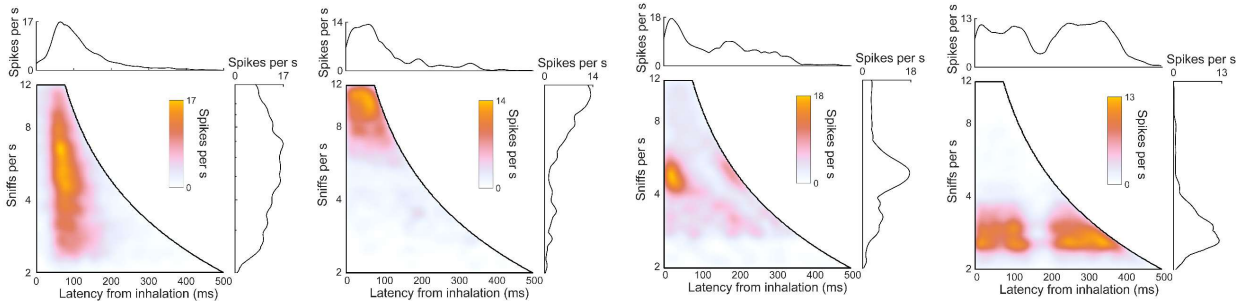 Spikes per s
17
0
Spikes per s
0 17
12
8
4
2
Sniffs per s
17
0
Spikes per s
0 100 200 300 400 500
Latency from inhalation (ms)
Spikes per s
14
0
Spikes per s
0 14
12
8
4
2
Sniffs per s
14
0
Spikes per s
0 100 200 300 400 500
Latency from inhalation (ms)
Spikes per s
18
0
Spikes per s
0 18
12
8
4
2
Sniffs per s
18
0
Spikes per s
0 100 200 300 400 500
Latency from inhalation (ms)
Spikes per s
13
0
Spikes per s
0 13
12
8
4
2
Sniffs per s
13
0
Spikes per s
0 100 200 300 400 500
Latency from inhalation (ms)